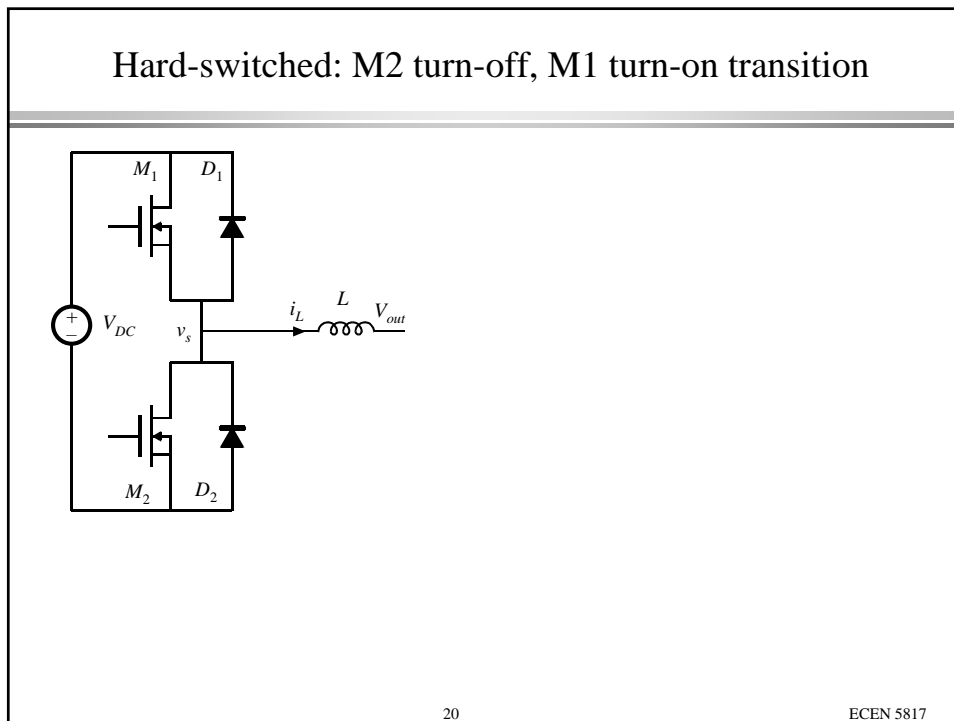 Hard-switched: M2 turn-off, M1 turn-on transition
M1 D1
iL L Vout
+
−
VDC vs
M2 D2
20 ECEN 5817